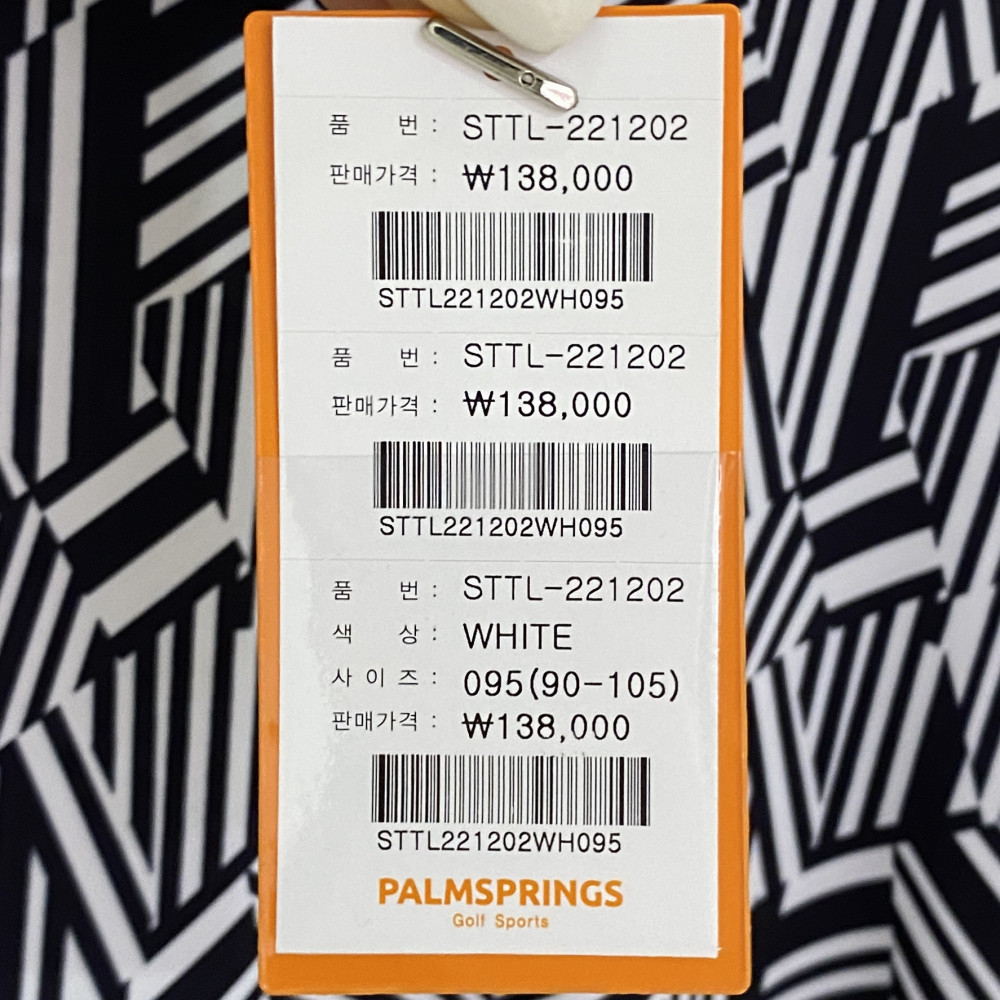 품 번 : STTL-221202
판매가격 : ₩138,000
STTL221202WH095
품 번 : STTL-221202
판매가격 : ₩138,000
STTL221202WH095
품 번 : STTL-221202
색 상 : WHITE
사 이 즈 : 095(90-105)
판매가격 : ₩138,000
STTL221202WH095
PALMSPRINGS
Golf Sports